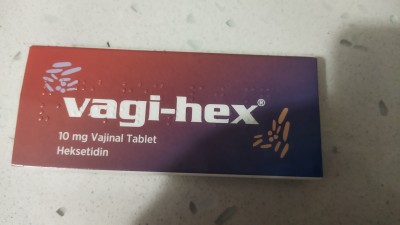 vagi-hex®
10 mg Vajinal Tablet
Heksetidin